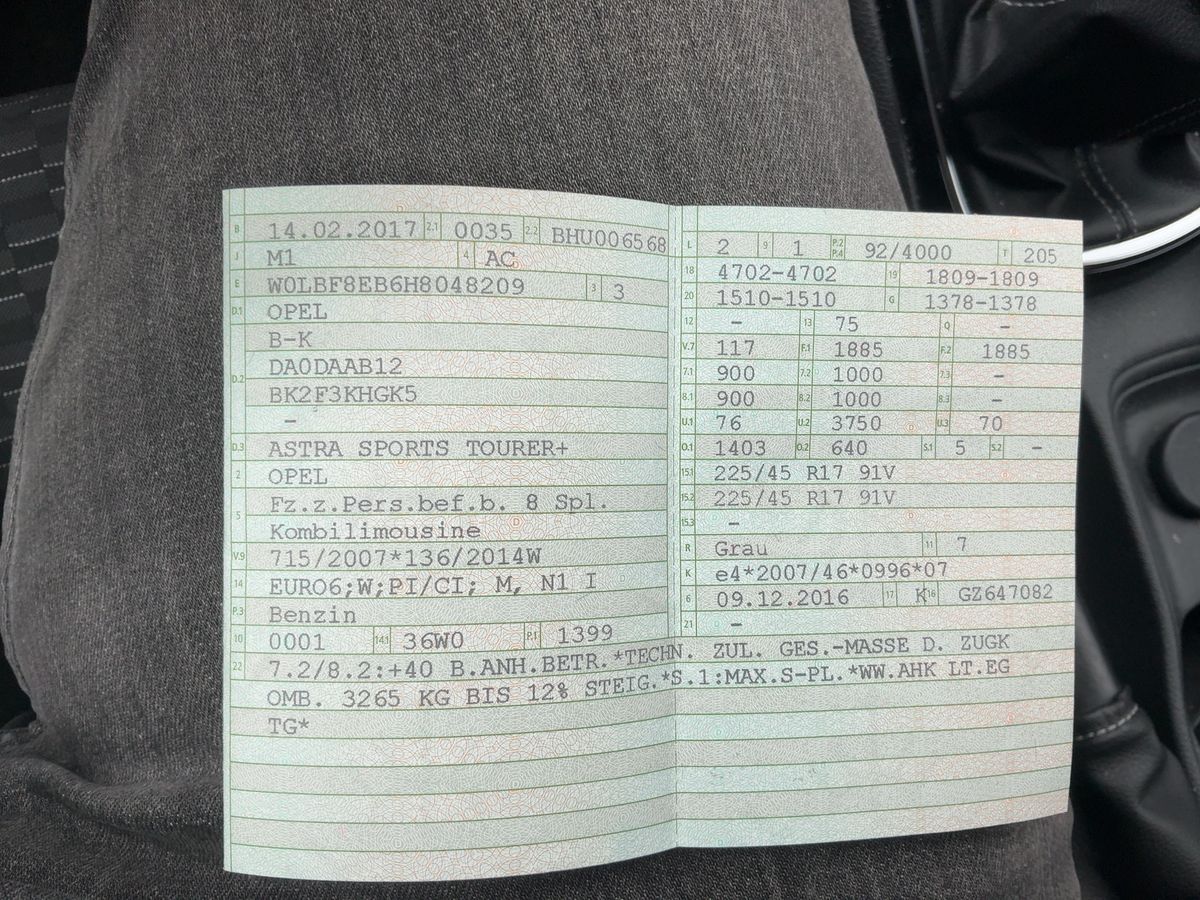 B 14.02.2017 2.1 0035 2.2 BHU006568
J M1 4 AC
E W0LBF8EB6H8048209 3 3
D.1 OPEL
B-K
D.2 DA0DAAB12
BK2F3KHGK5
-
D.3 ASTRA SPORTS TOURER+
2 OPEL
5 Fz.z.Pers.bef.b. 8 Spl.
Kombilimousine
V.9 715/2007*136/2014W
14 EURO6;W;PI/CI; M, N1 I
P.3 Benzin
10 0001 14.1 36W0 P.1 1399
L 2 9 1 P.2 P.4 92/4000 T 205
18 4702-4702 19 1809-1809
20 1510-1510 G 1378-1378
12 - 13 75 Q -
V.7 117 F.1 1885 F.2 1885
7.1 900 7.2 1000 7.3 -
8.1 900 8.2 1000 8.3 -
U.1 76 U.2 3750 U.3 70
O.1 1403 O.2 640 S.1 5 S.2 -
15.1 225/45 R17 91V
15.2 225/45 R17 91V
15.3 -
R Grau 11 7
K e4*2007/46*0996*07
6 09.12.2016 17 K 16 GZ647082
21 -
22 7.2/8.2:+40 B.ANH.BETR.*TECHN. ZUL. GES.-MASSE D. ZUGK
OMB. 3265 KG BIS 12% STEIG.*S.1:MAX.S-PL.*WW.AHK LT.EG
TG*